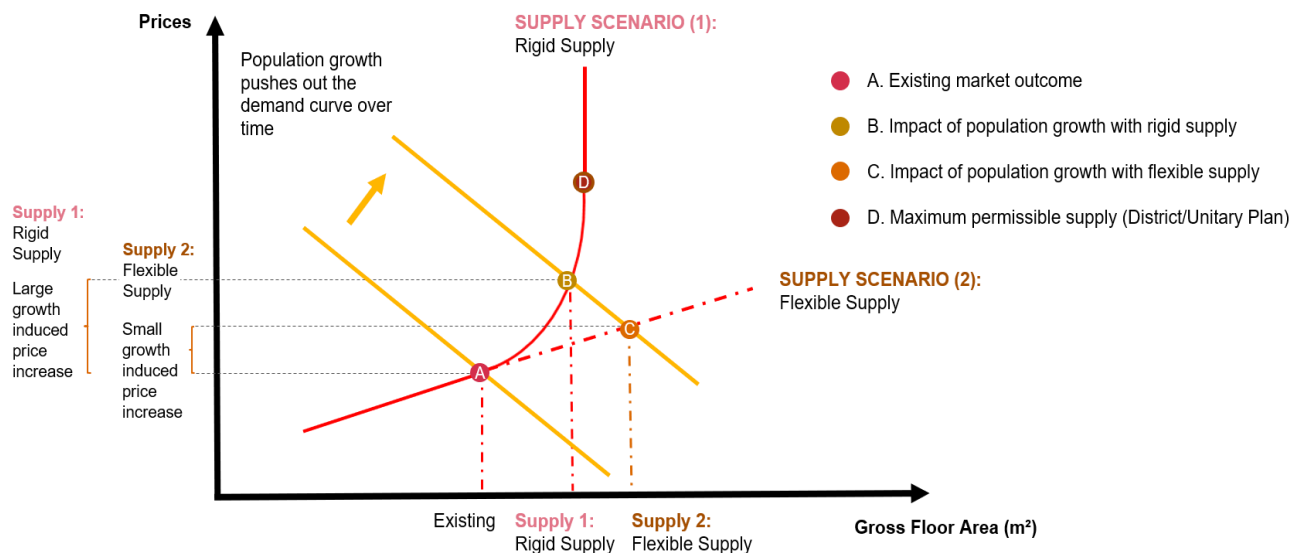 Prices
SUPPLY SCENARIO (1):
Rigid Supply
Population growth
pushes out the
demand curve over
time
A. Existing market outcome
B. Impact of population growth with rigid supply
C. Impact of population growth with flexible supply
D. Maximum permissible supply (District/Unitary Plan)
D
Supply 1:
Rigid
Supply
Large
growth
induced
price
increase
Supply 2:
Flexible
Supply
Small
growth
induced
price
increase
B
SUPPLY SCENARIO (2):
Flexible Supply
C
A
Existing
Supply 1:
Rigid Supply
Supply 2:
Flexible Supply
Gross Floor Area (m²)